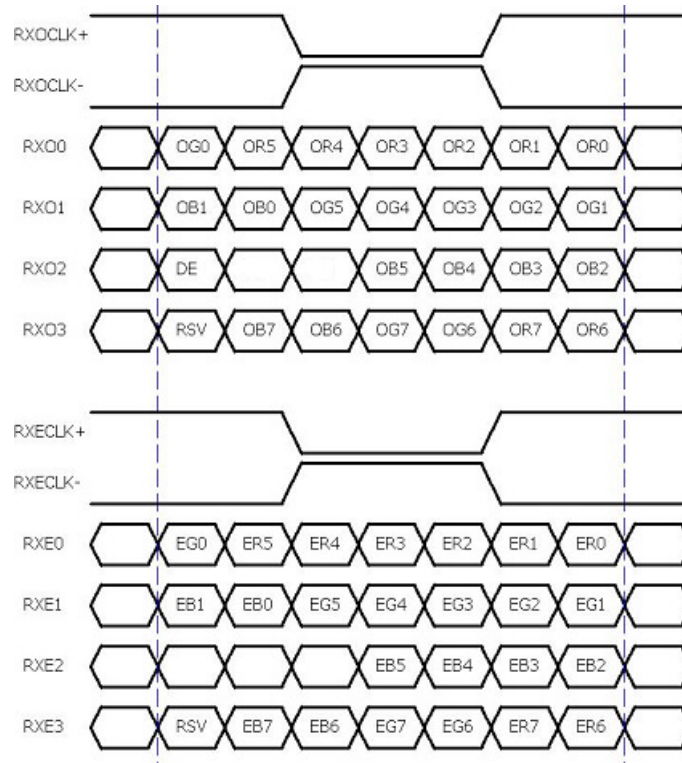 RXOCLK+
RXOCLK-
RXO0 OG0 OR5 OR4 OR3 OR2 OR1 OR0
RXO1 OB1 OB0 OG5 OG4 OG3 OG2 OG1
RXO2 DE OB5 OB4 OB3 OB2
RXO3 RSV OB7 OB6 OG7 OG6 OR7 OR6
RXECLK+
RXECLK-
RXE0 EG0 ER5 ER4 ER3 ER2 ER1 ER0
RXE1 EB1 EB0 EG5 EG4 EG3 EG2 EG1
RXE2 EB5 EB4 EB3 EB2
RXE3 RSV EB7 EB6 EG7 EG6 ER7 ER6